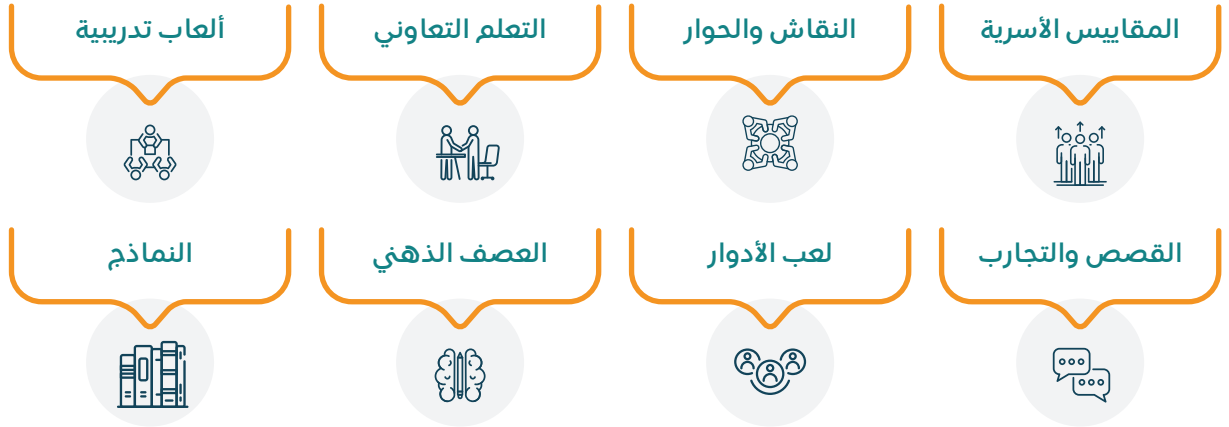 المقاييس الأسرية
النقاش والحوار
التعلم التعاوني
ألعاب تدريبية
القصص والتجارب
لعب الأدوار
العصف الذهني
النماذج